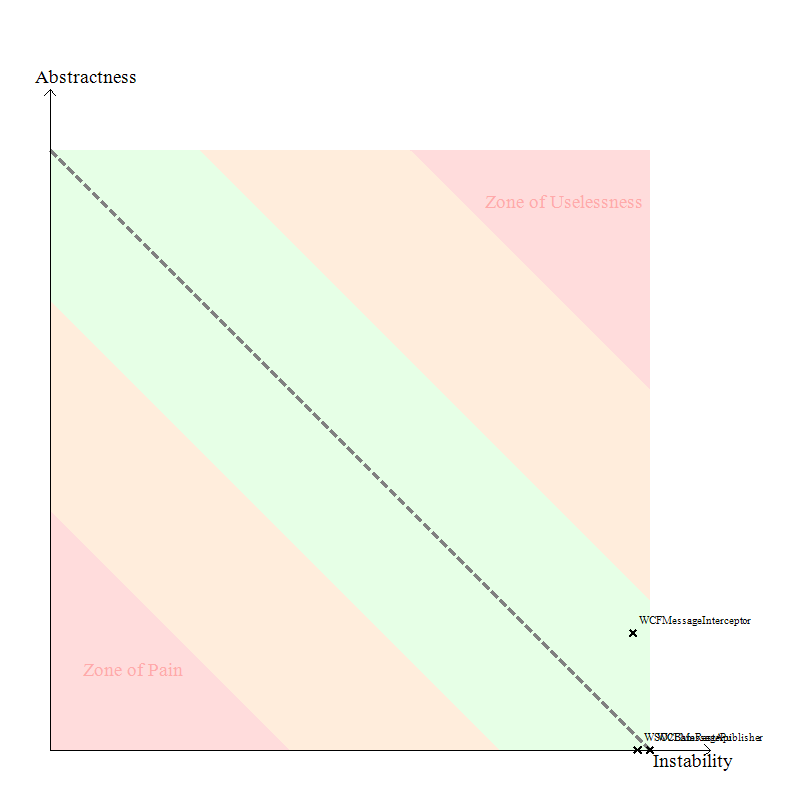 Abstractness
Zone of Uselessness
WCFMessageInterceptor
Zone of Pain
Instability